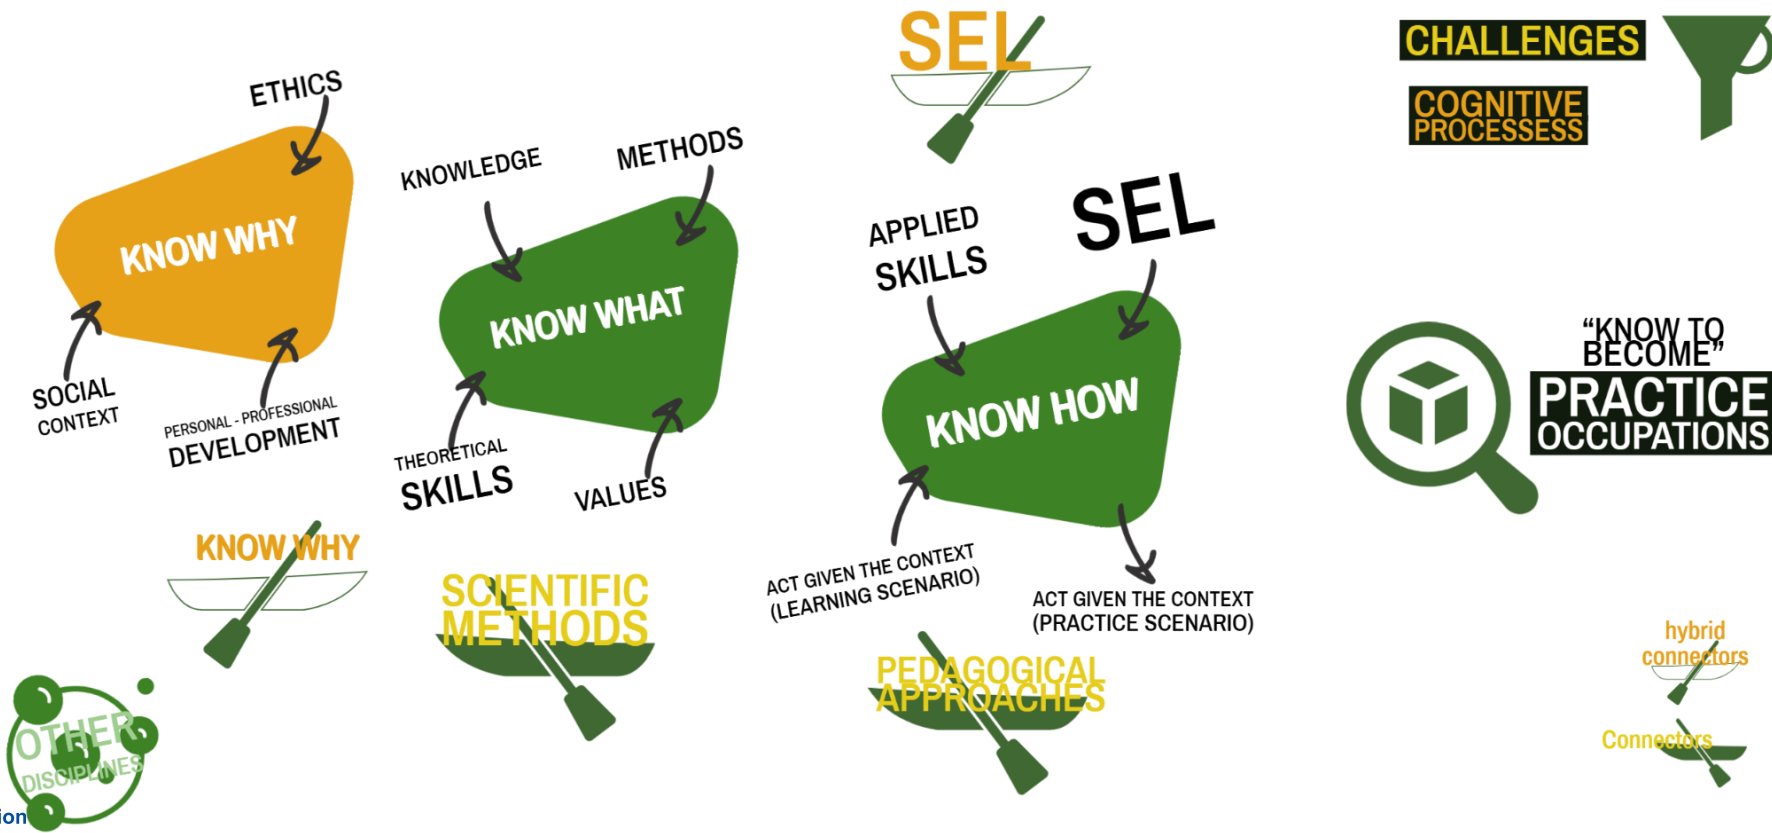 ETHICS
KNOW WHY
SOCIAL
CONTEXT
PERSONAL - PROFESSIONAL
DEVELOPMENT
KNOW WHY
OTHER
DISCIPLINES
ion
KNOWLEDGE
METHODS
KNOW WHAT
THEORETICAL
SKILLS
VALUES
SCIENTIFIC
METHODS
SEL
APPLIED
SKILLS
SEL
KNOW HOW
ACT GIVEN THE CONTEXT
(LEARNING SCENARIO)
ACT GIVEN THE CONTEXT
(PRACTICE SCENARIO)
PEDAGOGICAL
APPROACHES
CHALLENGES
COGNITIVE
PROCESSESS
“KNOW TO
BECOME”
PRACTICE
OCCUPATIONS
hybrid
connectors
Connectors